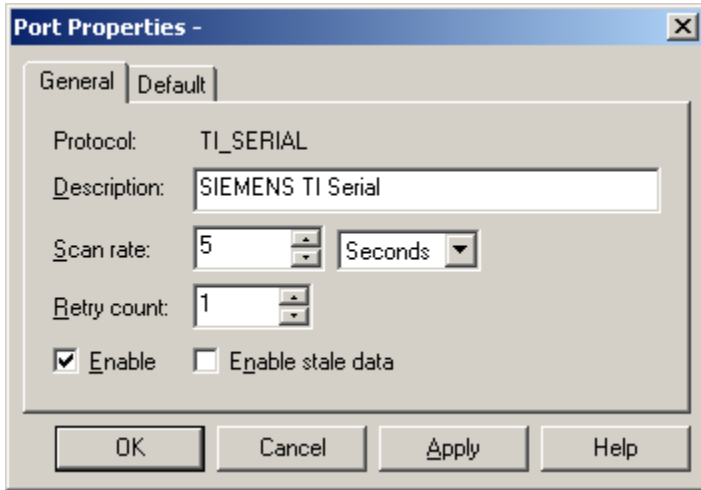 Port Properties -
General Default
Protocol: TI_SERIAL
Description: SIEMENS TI Serial
Scan rate: 5 Seconds
Retry count: 1
Enable Enable stale data
OK Cancel Apply Help